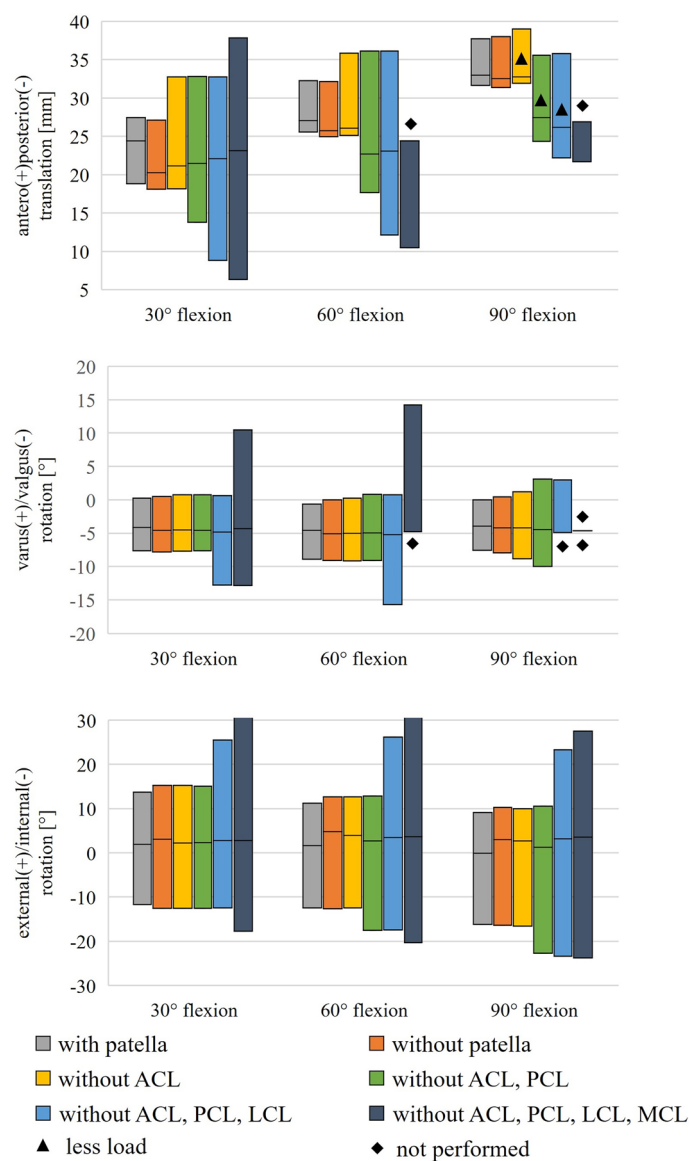 antero(+)posterior(-)
translation [mm]
40
35
30
25
20
15
10
5
30° flexion 60° flexion 90° flexion
varus(+)/valgus(-)
rotation [°]
20
15
10
5
0
-5
-10
-15
-20
30° flexion 60° flexion 90° flexion
external(+)/internal(-)
rotation [°]
30
20
10
0
-10
-20
-30
30° flexion 60° flexion 90° flexion
with patella without patella
without ACL without ACL, PCL
without ACL, PCL, LCL without ACL, PCL, LCL, MCL
less load not performed